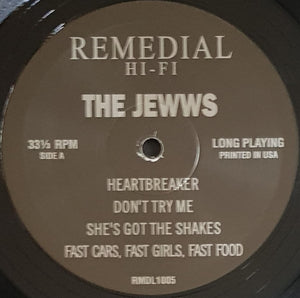 REMEDIAL
HI-FI
THE JEWWS
33⅓ RPM
SIDE A
LONG PLAYING
PRINTED IN USA
HEARTBREAKER
DON'T TRY ME
SHE'S GOT THE SHAKES
FAST CARS, FAST GIRLS, FAST FOOD
RMDL1005